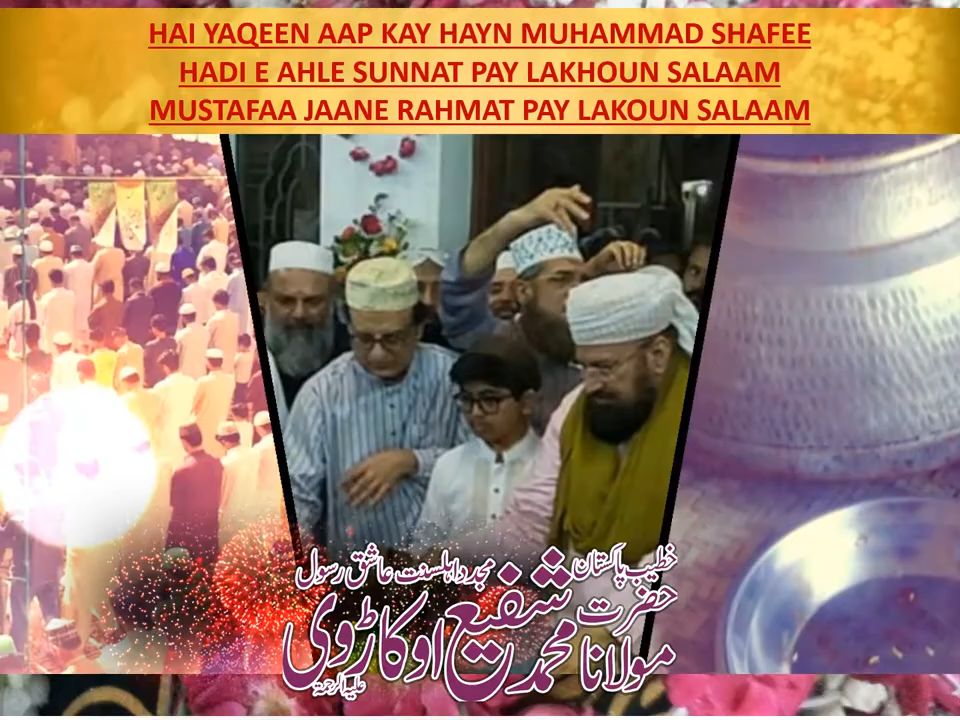 HAI YAQEEN AAP KAY HAYN MUHAMMAD SHAFEE
HADI E AHLE SUNNAT PAY LAKHOUN SALAAM
MUSTAFAA JAANE RAHMAT PAY LAKOUN SALAAM
خطیب پاکستان مجدد اہلسنت عاشق رسول
حضرت
مولانا محمد شفیع اوکاڑوی
علیہ الرحمۃ